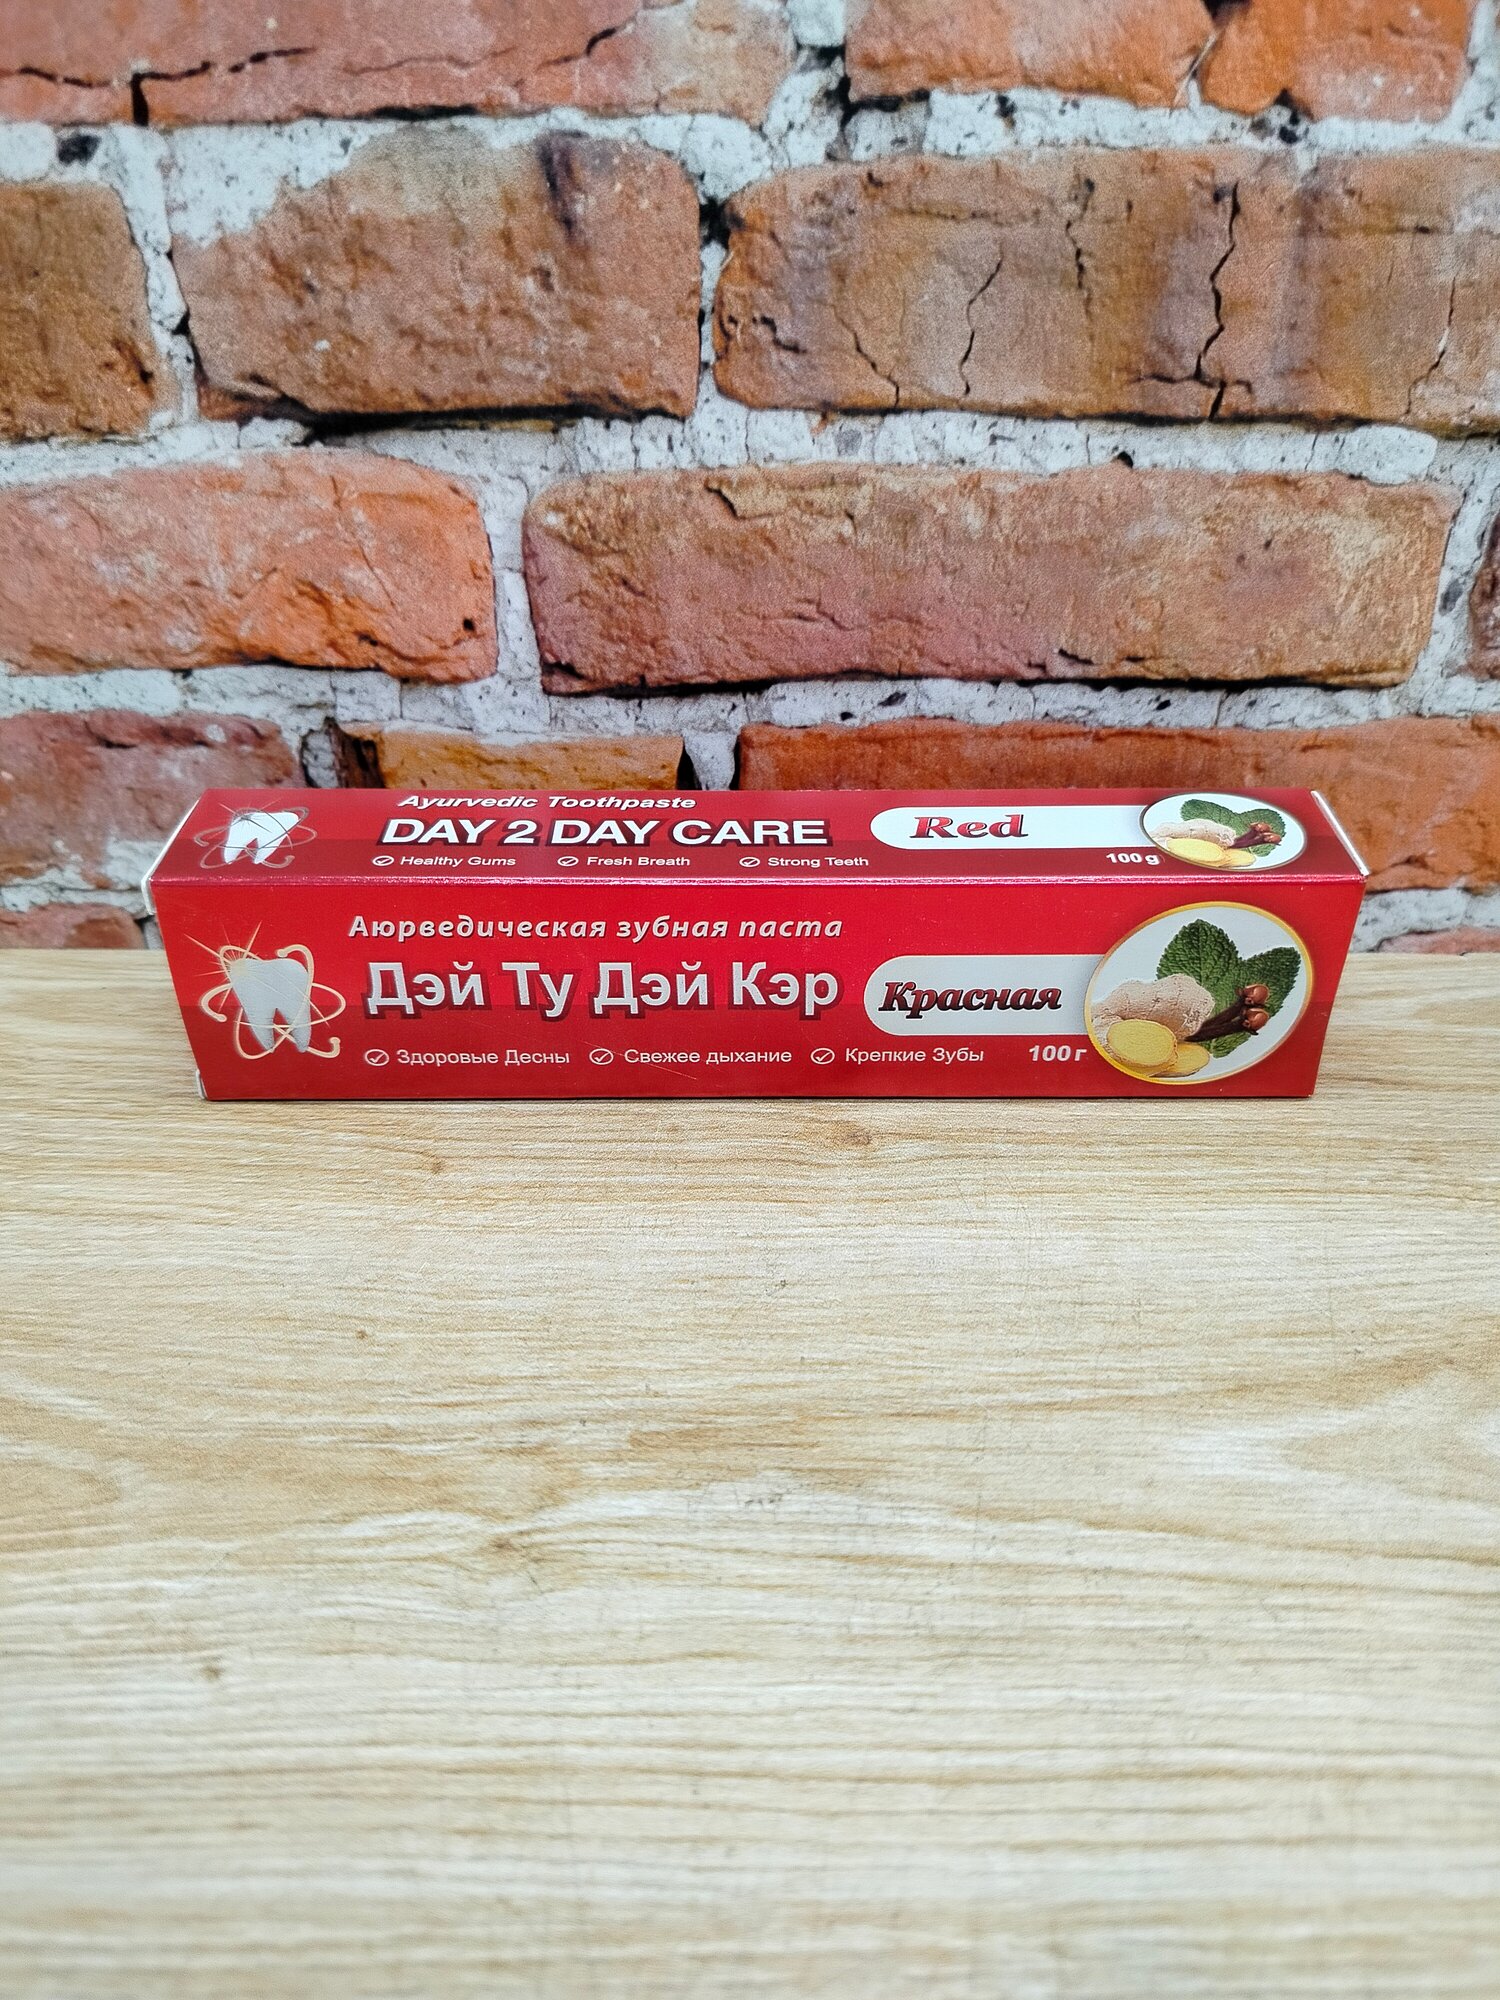 Ayurvedic Toothpaste
DAY 2 DAY CARE
Red
Healthy Gums Fresh Breath Strong Teeth
100 g
Аюрведическая зубная паста
Дэй Ту Дэй Кэр
Красная
Здоровые Десны Свежее дыхание Крепкие Зубы
100 г